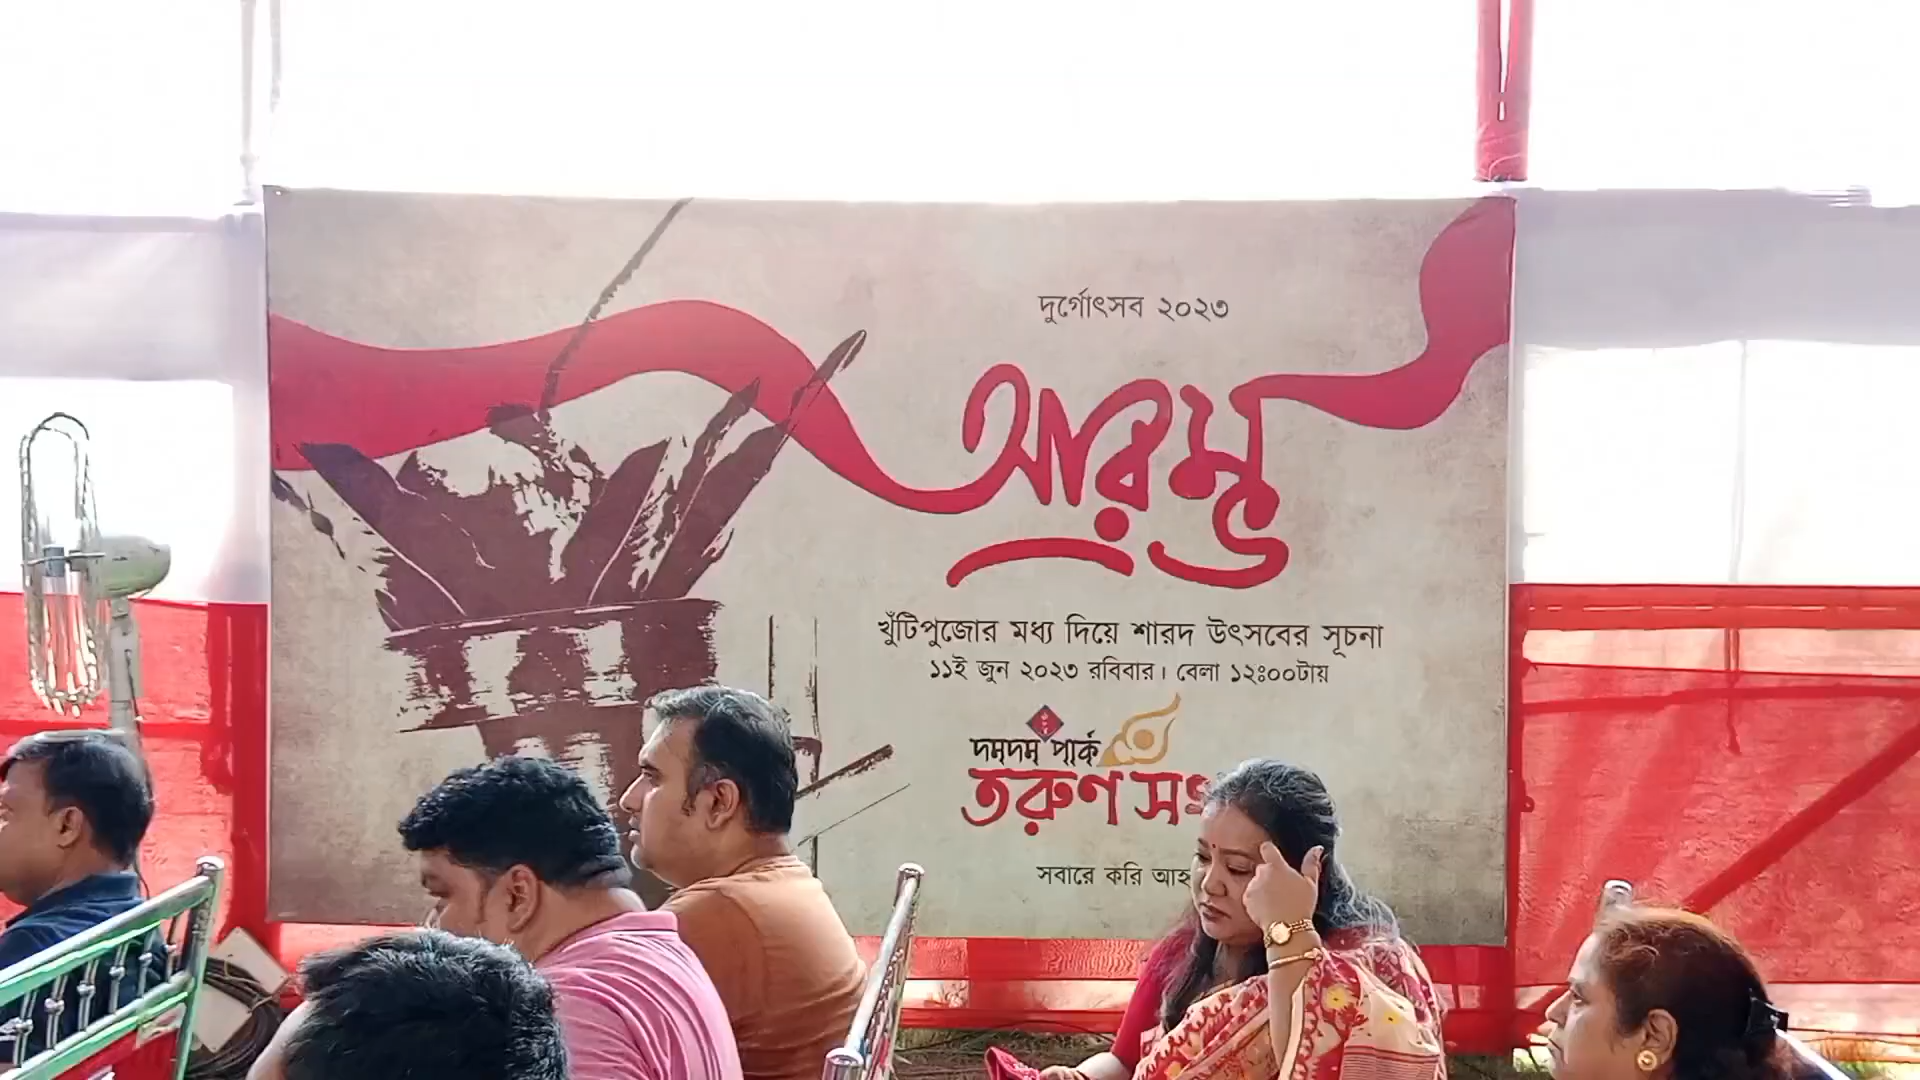 দুর্গোৎসব ২০২৩
আরম্ভ
খুঁটিপুজোর মধ্য দিয়ে শারদ উৎসবের সূচনা
১১ই জুন ২০২৩ রবিবার। বেলা ১২ঃ০০টায়
দমদম পার্ক
তরুণ
সবারে করি